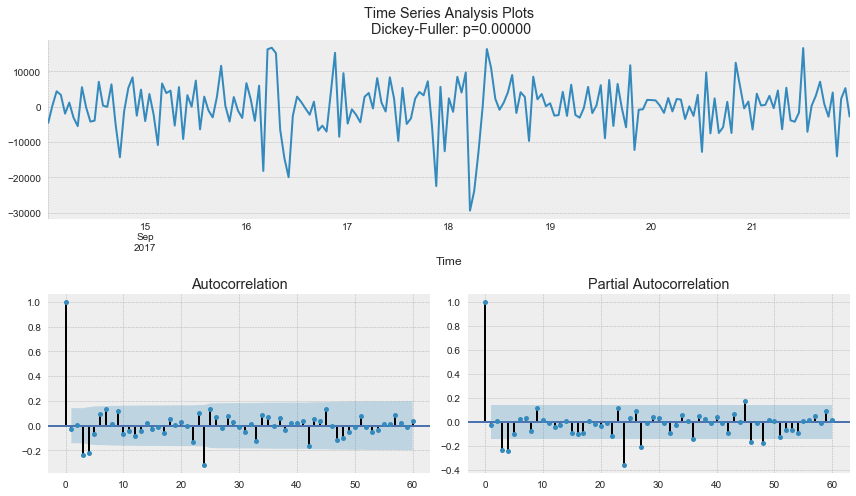 Time Series Analysis Plots
Dickey-Fuller: p=0.00000
10000
0
−10000
−20000
−30000
15 16 17 18 19 20 21
Sep
2017
Time
Autocorrelation
1.0
0.8
0.6
0.4
0.2
0.0
−0.2
0 10 20 30 40 50 60
Partial Autocorrelation
1.0
0.8
0.6
0.4
0.2
0.0
−0.2
−0.4
0 10 20 30 40 50 60